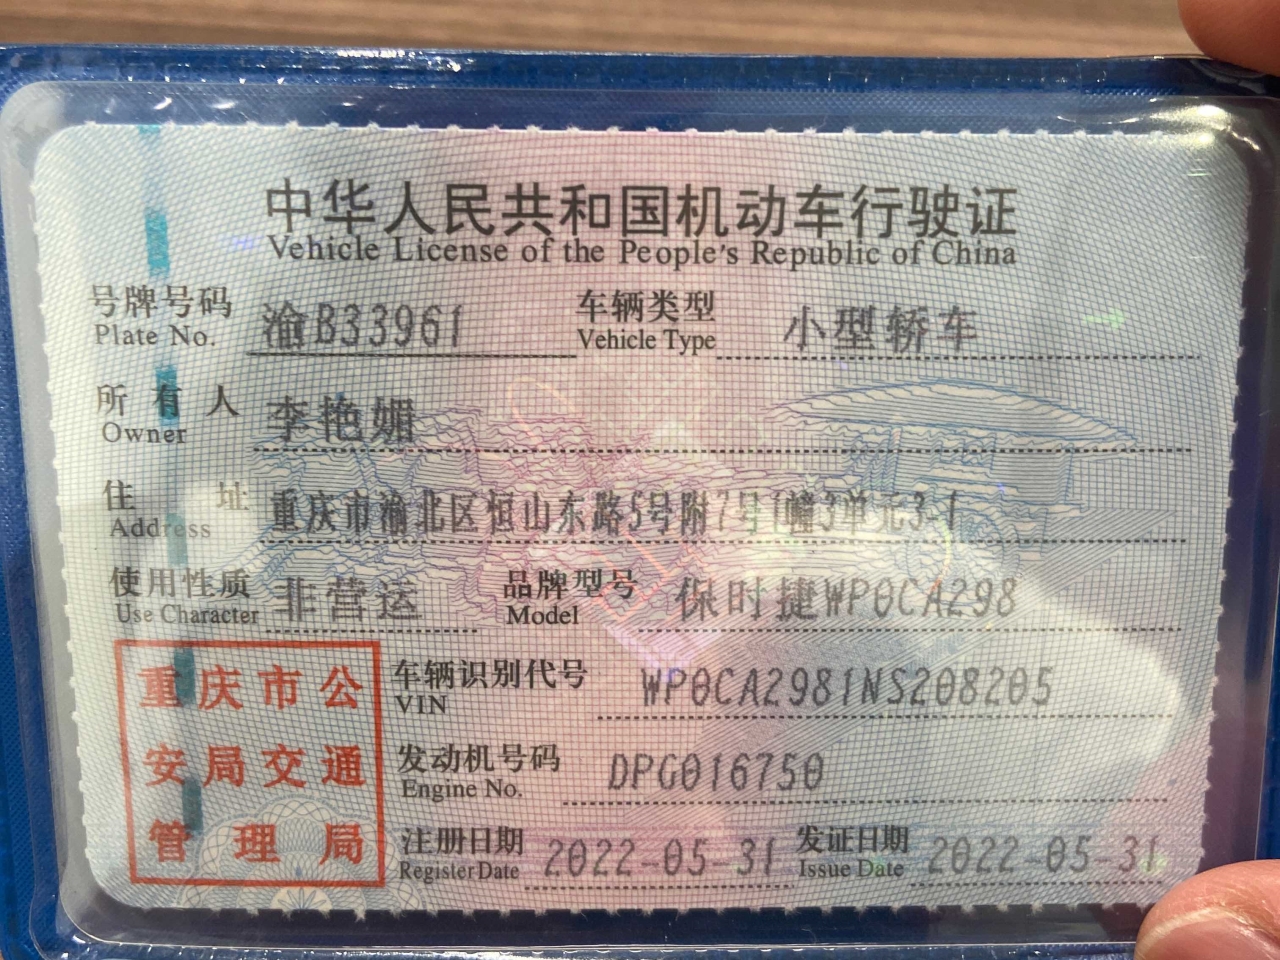 中华人民共和国机动车行驶证
Vehicle License of the People's Republic of China
号牌号码 渝B33961 车辆类型 小型轿车
Plate No. Vehicle Type
所有人 李艳媚
Owner
住址 重庆市渝北区恒山东路5号附7号1幢3单元3-1
Address
使用性质 非营运 品牌型号 保时捷WP0CA298
Use Character Model
重庆市公
安局交通
管理局
车辆识别代号 WP0CA2981NS208205
VIN
发动机号码 DPG016750
Engine No.
注册日期 2022-05-31 发证日期 2022-05-31
Register Date Issue Date